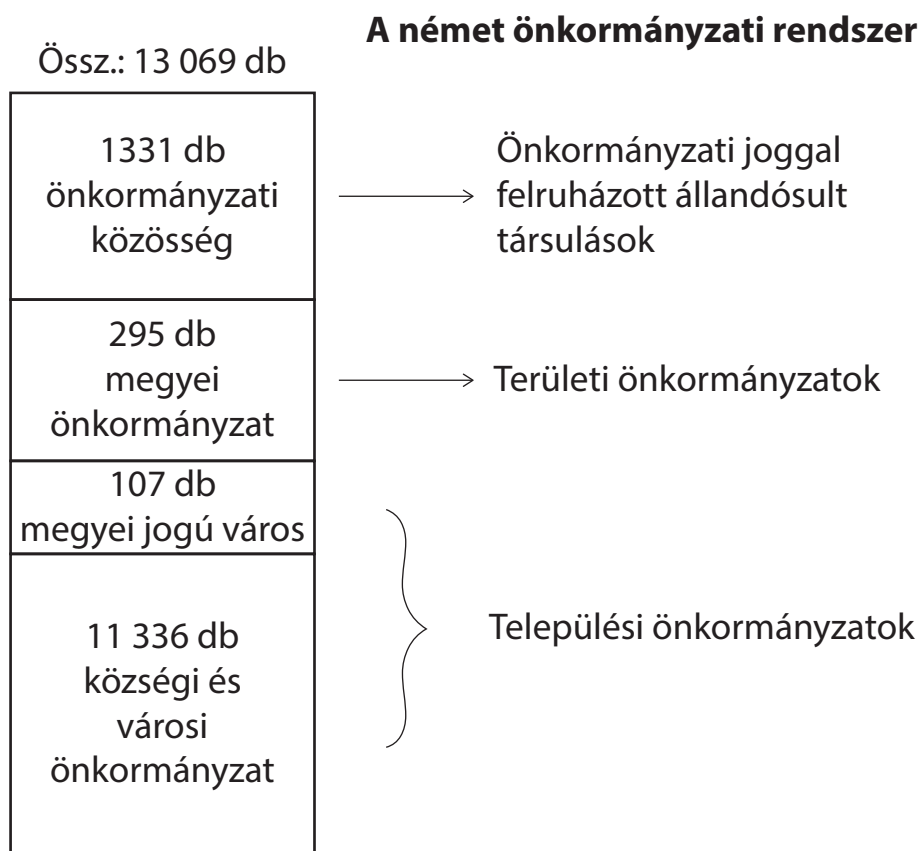 A német önkormányzati rendszer
Össz.: 13 069 db
1331 db
önkormányzati
közösség
Önkormányzati joggal
felruházott állandósult
társulások
295 db
megyei
önkormányzat
Területi önkormányzatok
107 db
megyei jogú város
11 336 db
községi és
városi
önkormányzat
Települési önkormányzatok